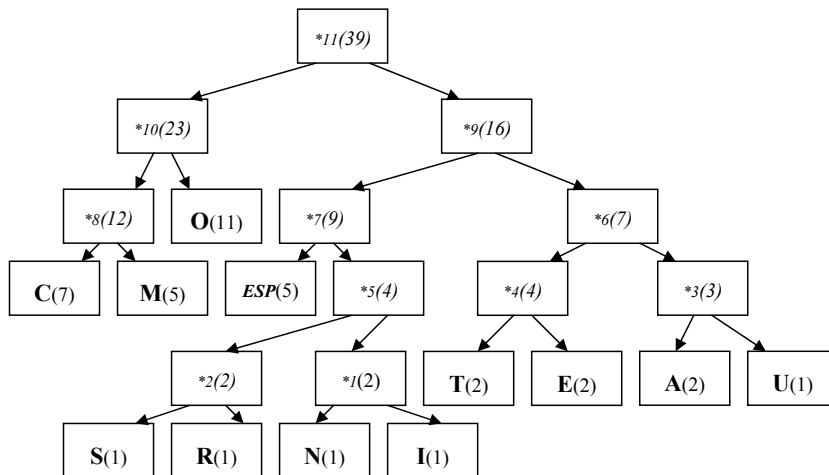 *11(39)
*10(23) *9(16)
*8(12) O(11) *7(9) *6(7)
C(7) M(5) ESP(5) *5(4) *4(4) *3(3)
*2(2) *1(2) T(2) E(2) A(2) U(1)
S(1) R(1) N(1) I(1)